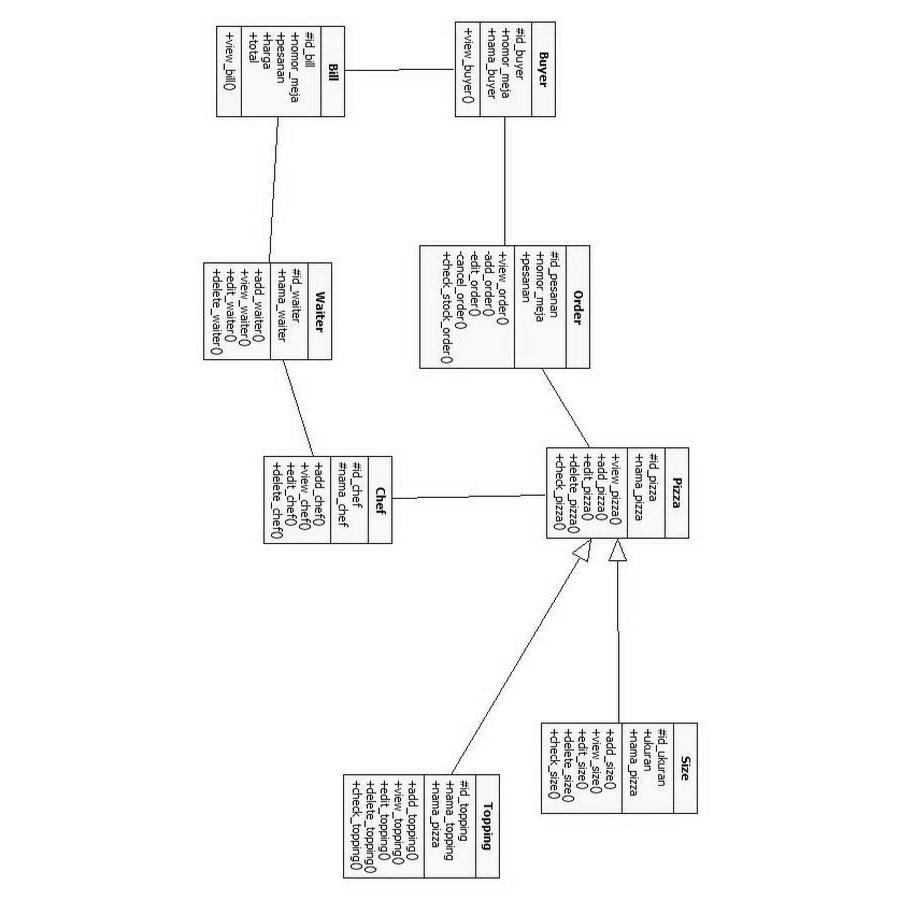 Buyer
#id_buyer
+nomor_meja
+nama_buyer
+view_buyer()
Bill
#id_bill
+nomor_meja
+pesanan
+harga
+total
+view_bill()
Order
#id_pesanan
+nomor_meja
+pesanan
+view_order()
-add_order()
-edit_order()
-cancel_order()
+check_stock_order()
Waiter
#id_waiter
+nama_waiter
+add_waiter()
+view_waiter()
+edit_waiter()
+delete_waiter()
Pizza
#id_pizza
+nama_pizza
+view_pizza()
+add_pizza()
+edit_pizza()
+delete_pizza()
+check_pizza()
Chef
#id_chef
#nama_chef
+add_chef()
+view_chef()
+edit_chef()
+delete_chef()
Size
#id_ukuran
+ukuran
+nama_pizza
+add_size()
+view_size()
+edit_size()
+delete_size()
+check_size()
Topping
#id_topping
+nama_topping
+nama_pizza
+add_topping()
+view_topping()
+edit_topping()
+delete_topping()
+check_topping()